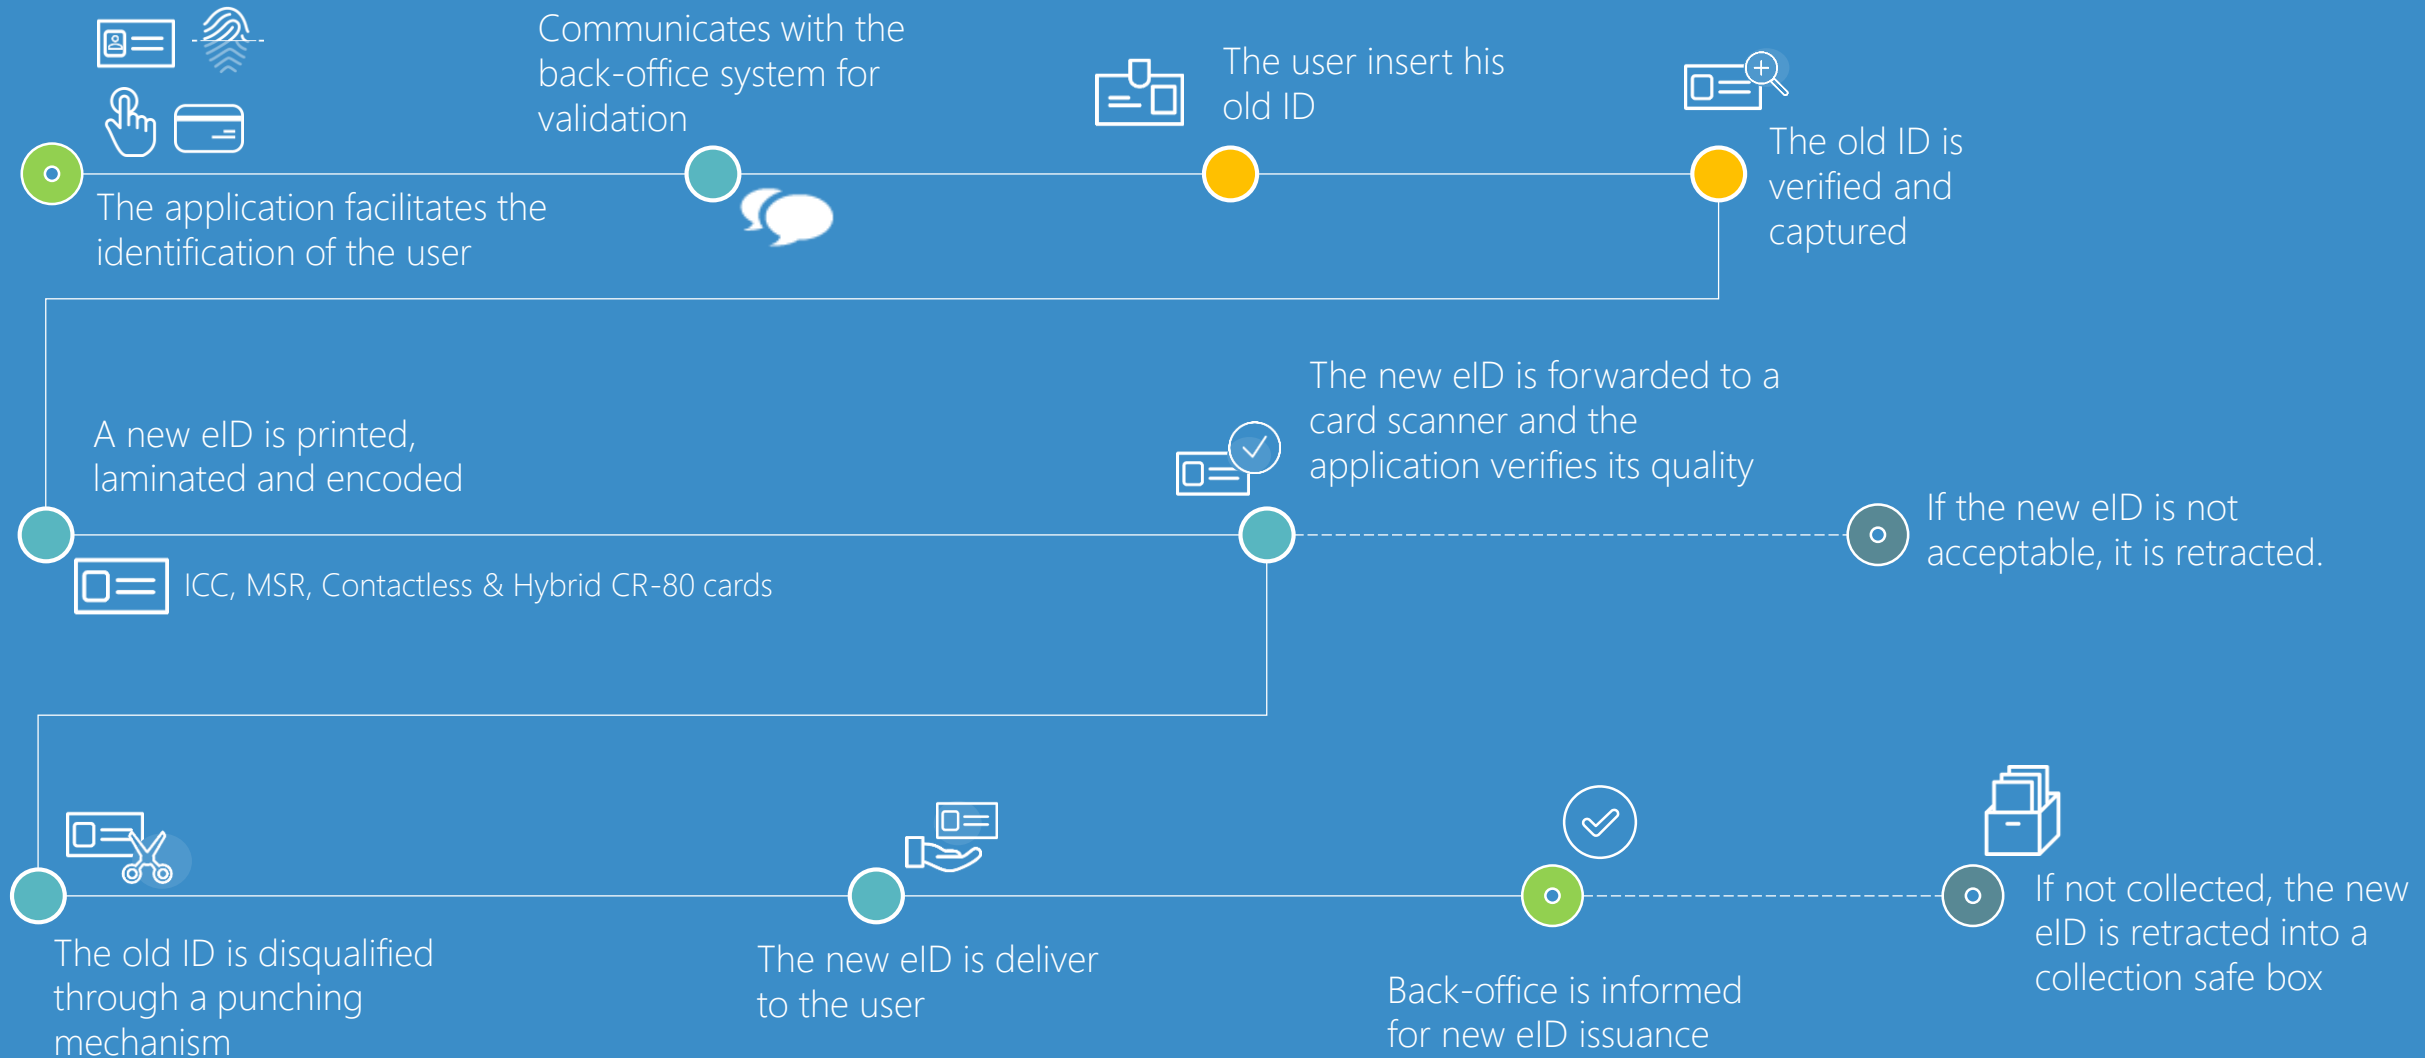 The application facilitates the
identification of the user
Communicates with the
back-office system for
validation
The user insert his
old ID
The old ID is
verified and
captured
A new eID is printed,
laminated and encoded
ICC, MSR, Contactless & Hybrid CR-80 cards
The new eID is forwarded to a
card scanner and the
application verifies its quality
If the new eID is not
acceptable, it is retracted.
The old ID is disqualified
through a punching
mechanism
The new eID is deliver
to the user
Back-office is informed
for new eID issuance
If not collected, the new
eID is retracted into a
collection safe box